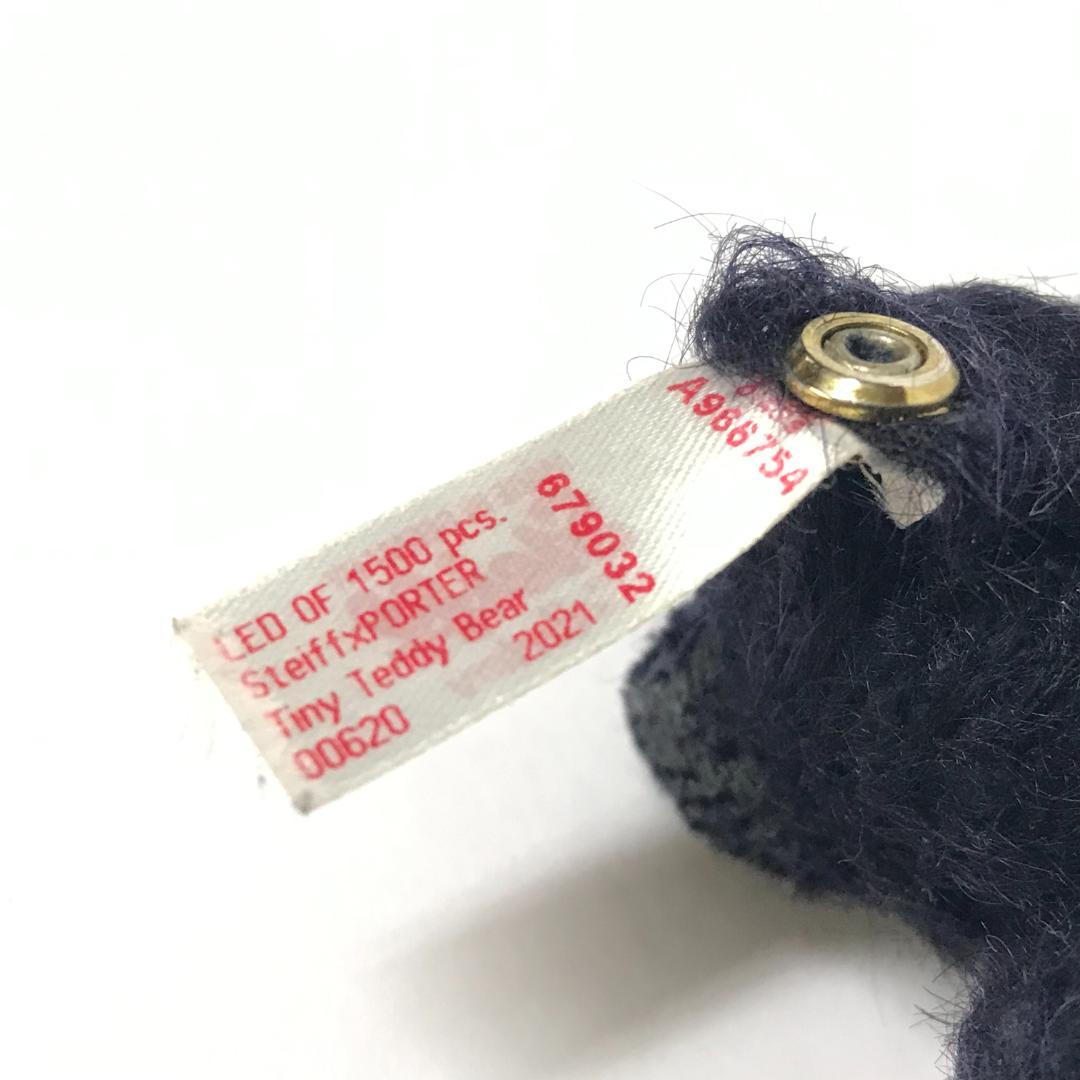 LED OF 1500 pcs.
SteiffxPORTER
Tiny Teddy Bear
00620 2021
679032
A966754